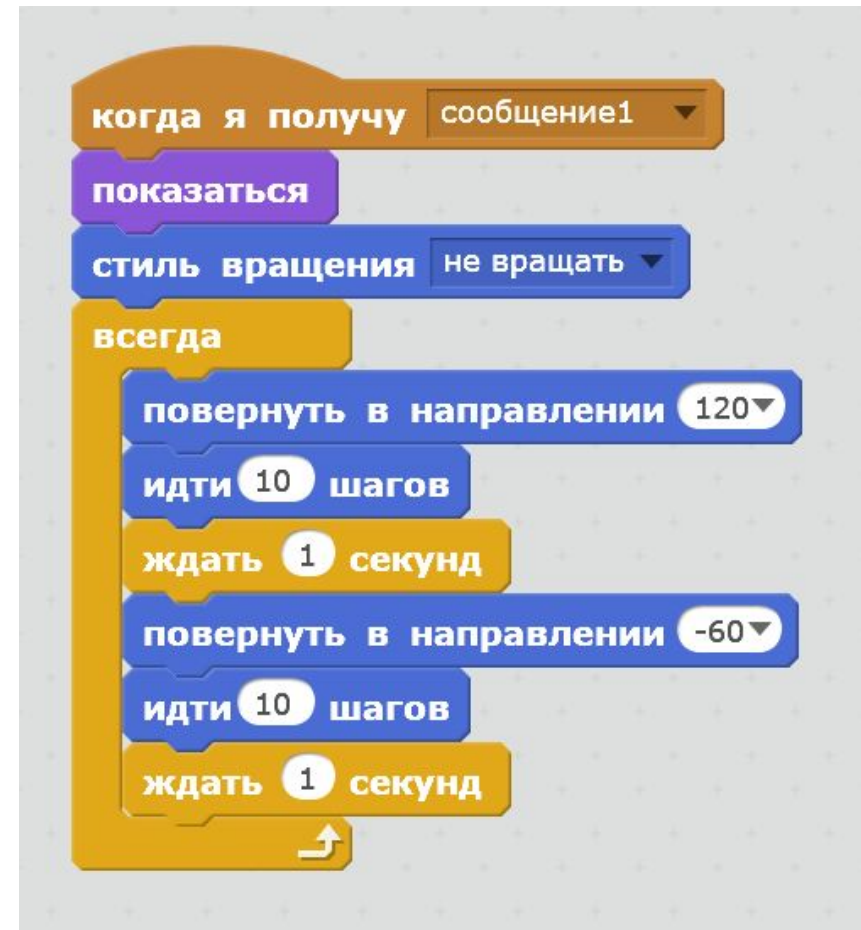 когда я получу сообщение1
показаться
стиль вращения не вращать
всегда
повернуть в направлении 120
идти 10 шагов
ждать 1 секунд
повернуть в направлении -60
идти 10 шагов
ждать 1 секунд